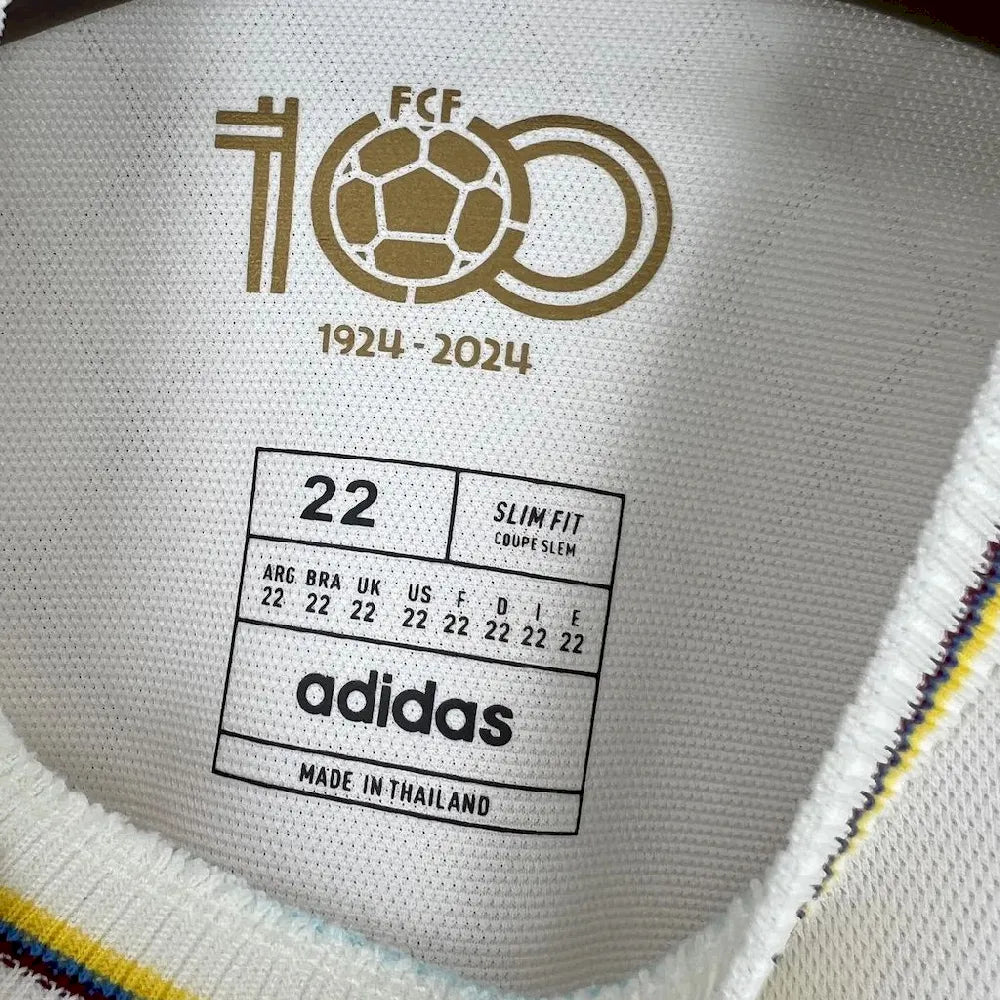 FCF
100
1924 - 2024
22
SLIM FIT
COUPE SLEM
ARG BRA UK US F D I E
22 22 22 22 22 22 22 22
adidas
MADE IN THAILAND